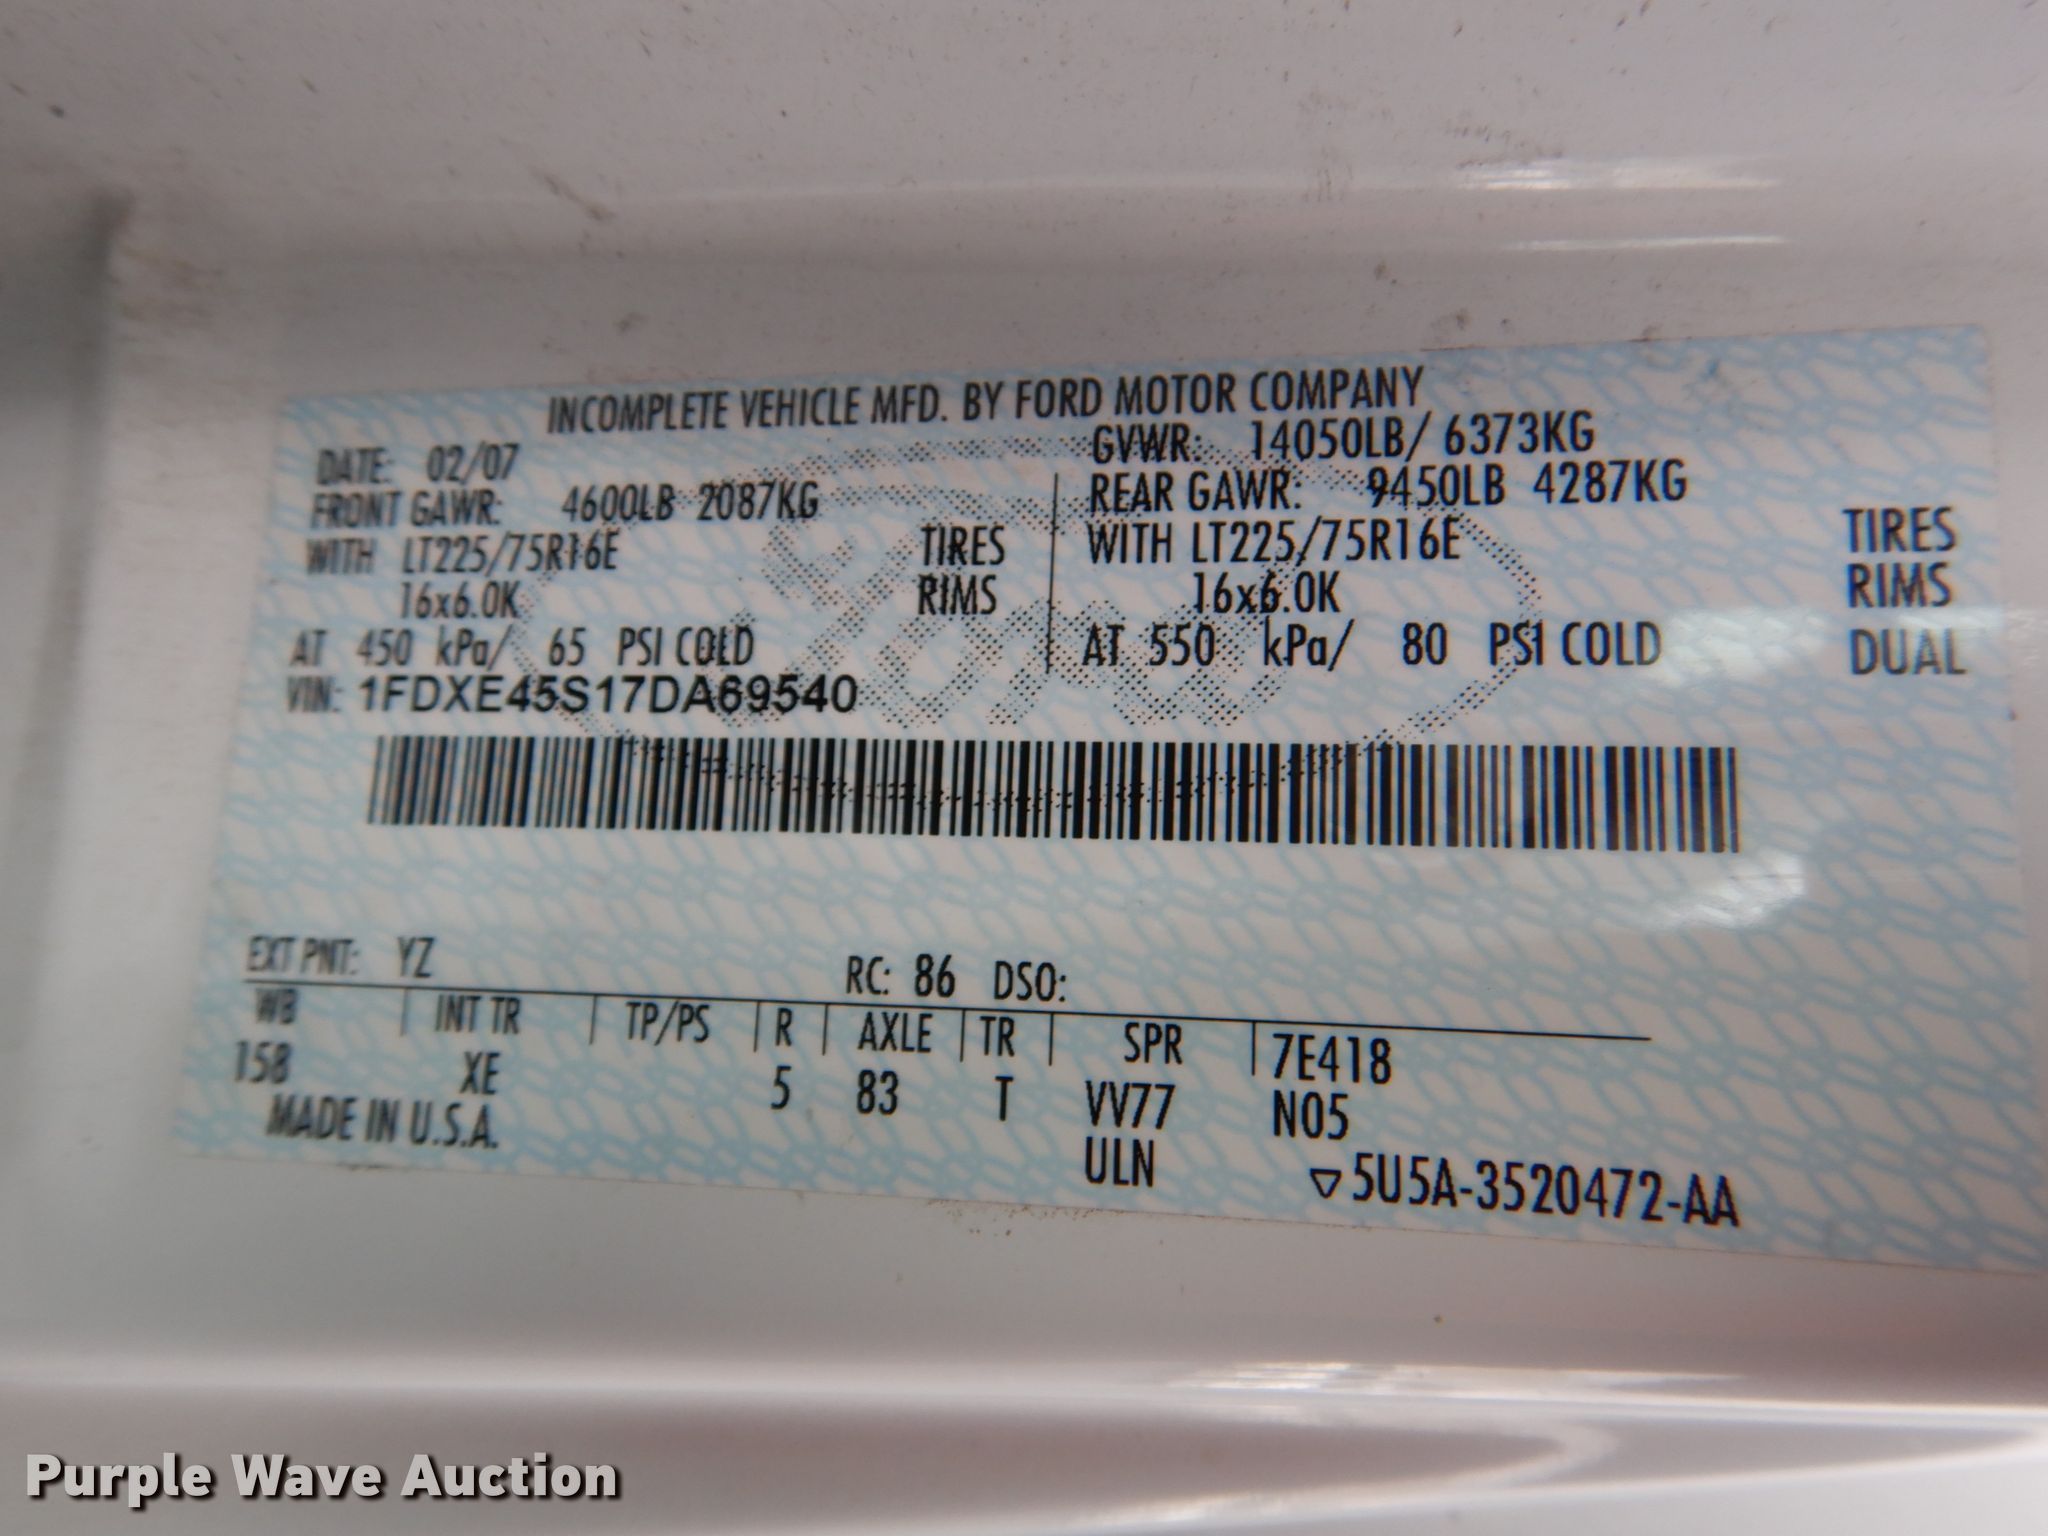 INCOMPLETE VEHICLE MFD. BY FORD MOTOR COMPANY
DATE: 02/07 GVWR: 14050LB/ 6373KG
FRONT GAWR: 4600LB 2087KG REAR GAWR: 9450LB 4287KG
WITH LT225/75R16E TIRES WITH LT225/75R16E TIRES
16x6.0K RIMS 16x6.0K RIMS
AT 450 kPa/ 65 PSI COLD AT 550 kPa/ 80 PSI COLD DUAL
VIN: 1FDXE45S17DA69540
EXT PNT: YZ RC: 86 DSO:
WB INT TR TP/PS R AXLE TR SPR 7E418
158 XE 5 83 T VV77 N05
MADE IN U.S.A. ULN ▽5U5A-3520472-AA
Purple Wave Auction